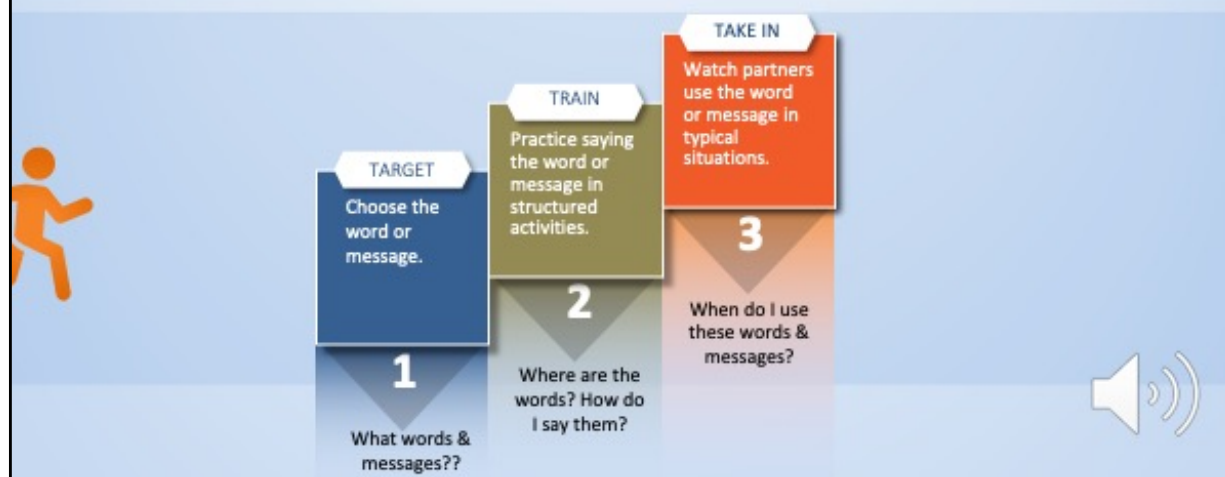 TARGET
Choose the
word or
message.
1
What words &
messages??
TRAIN
Practice saying
the word or
message in
structured
activities.
2
Where are the
words? How do
I say them?
TAKE IN
Watch partners
use the word
or message in
typical
situations.
3
When do I use
these words &
messages?